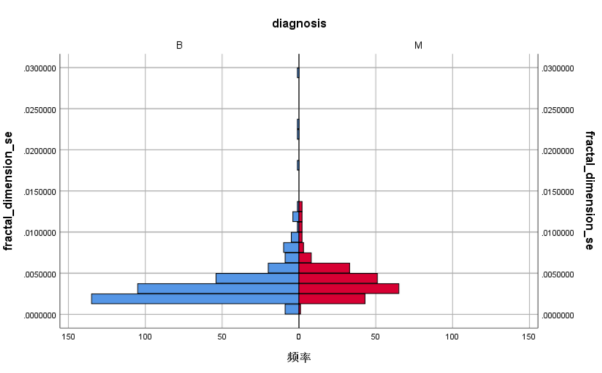 diagnosis
B M
fractal_dimension_se
.0300000 .0300000
.0250000 .0250000
.0200000 .0200000
.0150000 .0150000
.0100000 .0100000
.0050000 .0050000
.0000000 .0000000
fractal_dimension_se
150 100 50 0 0 50 100 150
频率